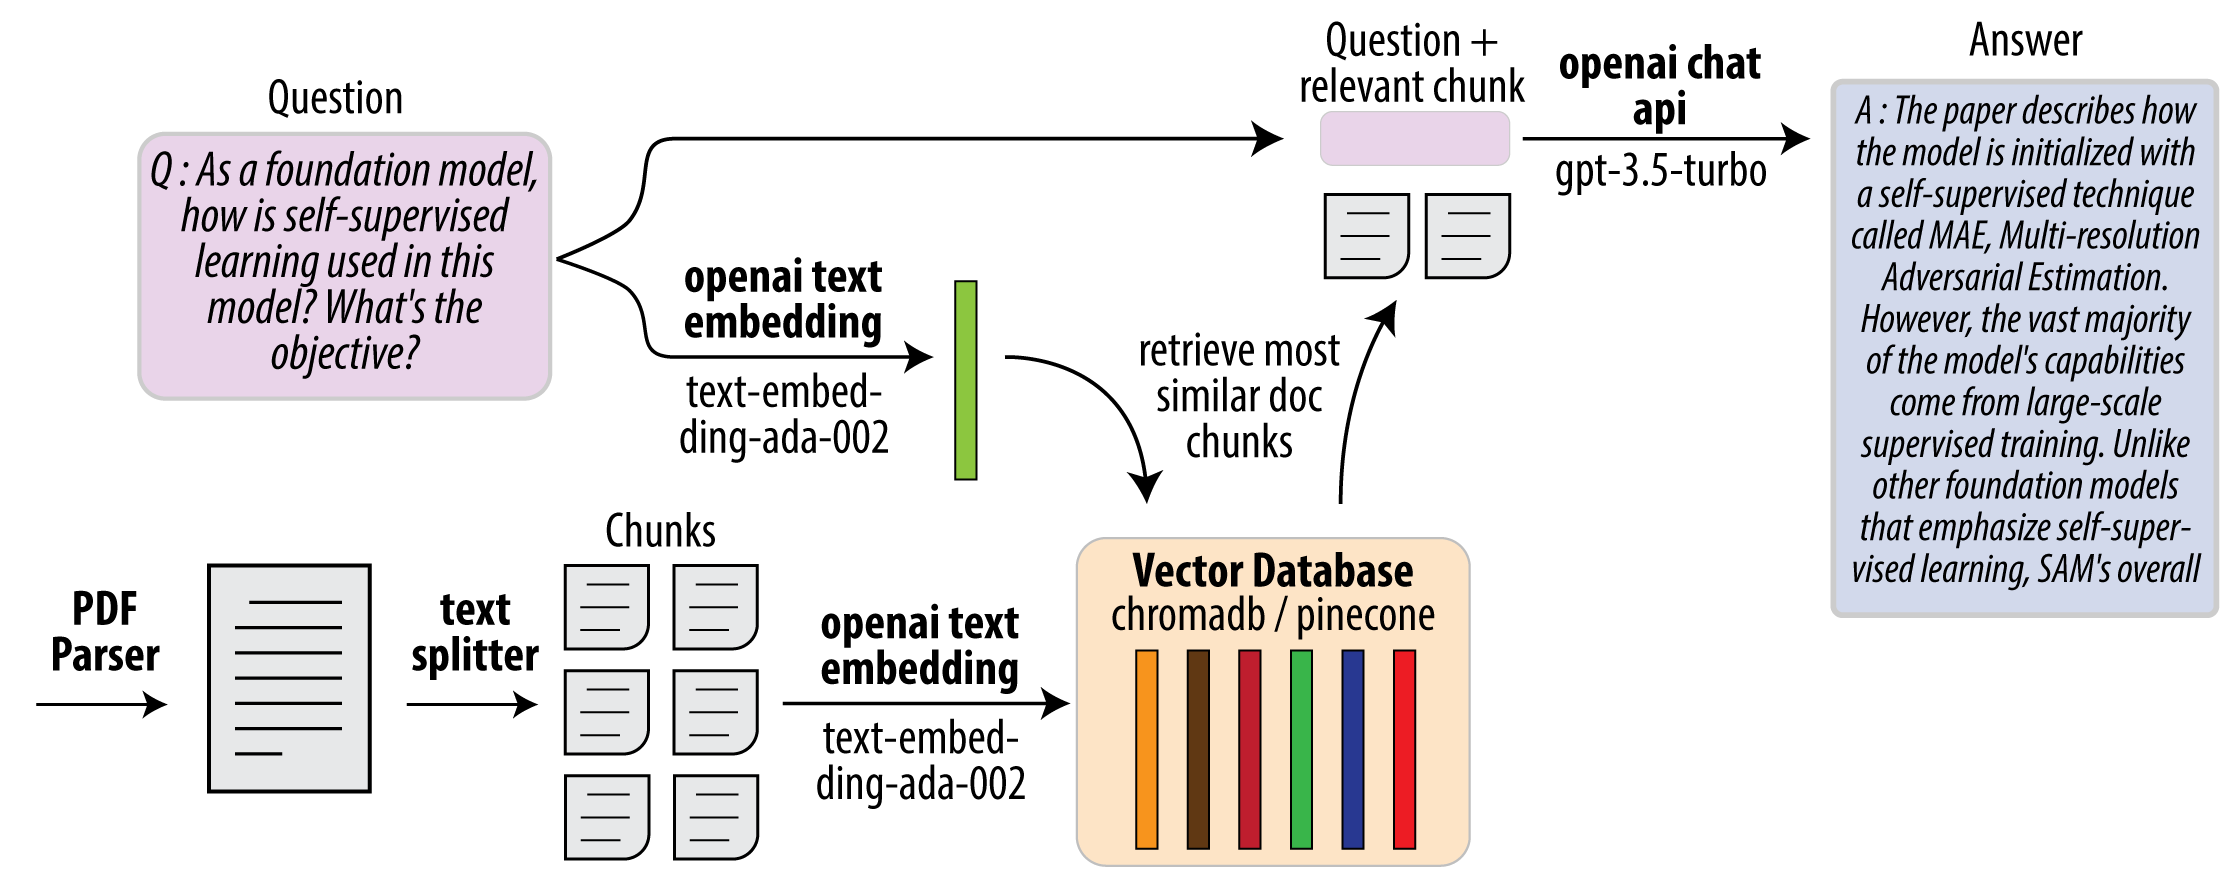 Question
Q : As a foundation model,
how is self-supervised
learning used in this
model? What's the
objective?
openai text
embedding
text-embed-
ding-ada-002
retrieve most
similar doc
chunks
Question +
relevant chunk
openai chat
api
gpt-3.5-turbo
Answer
A : The paper describes how
the model is initialized with
a self-supervised technique
called MAE, Multi-resolution
Adversarial Estimation.
However, the vast majority
of the model's capabilities
come from large-scale
supervised training. Unlike
other foundation models
that emphasize self-super-
vised learning, SAM's overall
PDF
Parser
text
splitter
Chunks
openai text
embedding
text-embed-
ding-ada-002
Vector Database
chromadb / pinecone